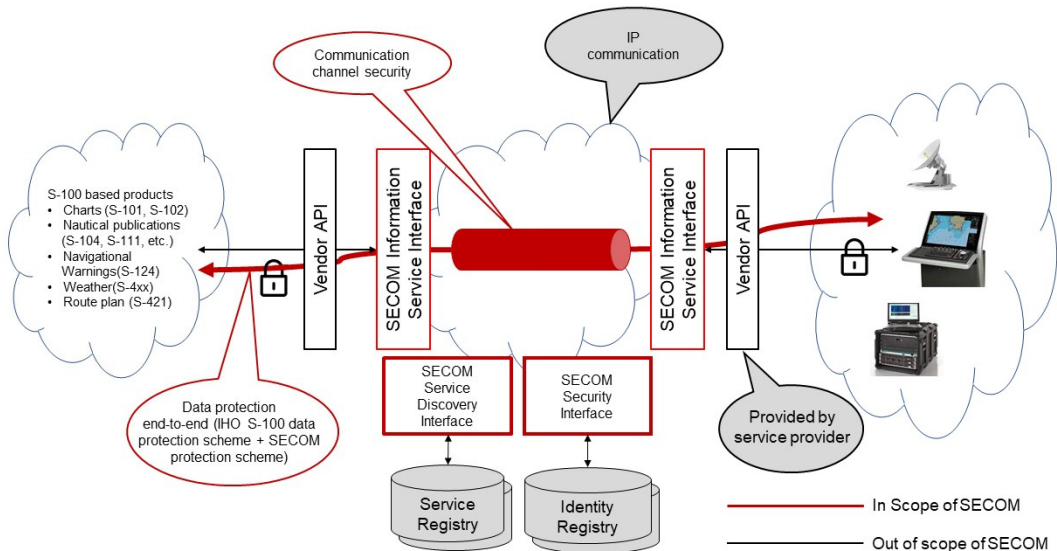 Communication
channel security
IP
communication
S-100 based products
• Charts (S-101, S-102)
• Nautical publications
(S-104, S-111, etc.)
• Navigational
Warnings(S-124)
• Weather(S-4xx)
• Route plan (S-421)
Vendor API
SECOM Information
Service Interface
SECOM Information
Service Interface
Vendor API
Data protection
end-to-end (IHO S-100 data
protection scheme + SECOM
protection scheme)
SECOM
Service
Discovery
Interface
SECOM
Security
Interface
Provided by
service provider
Service
Registry
Identity
Registry
In Scope of SECOM
Out of scope of SECOM